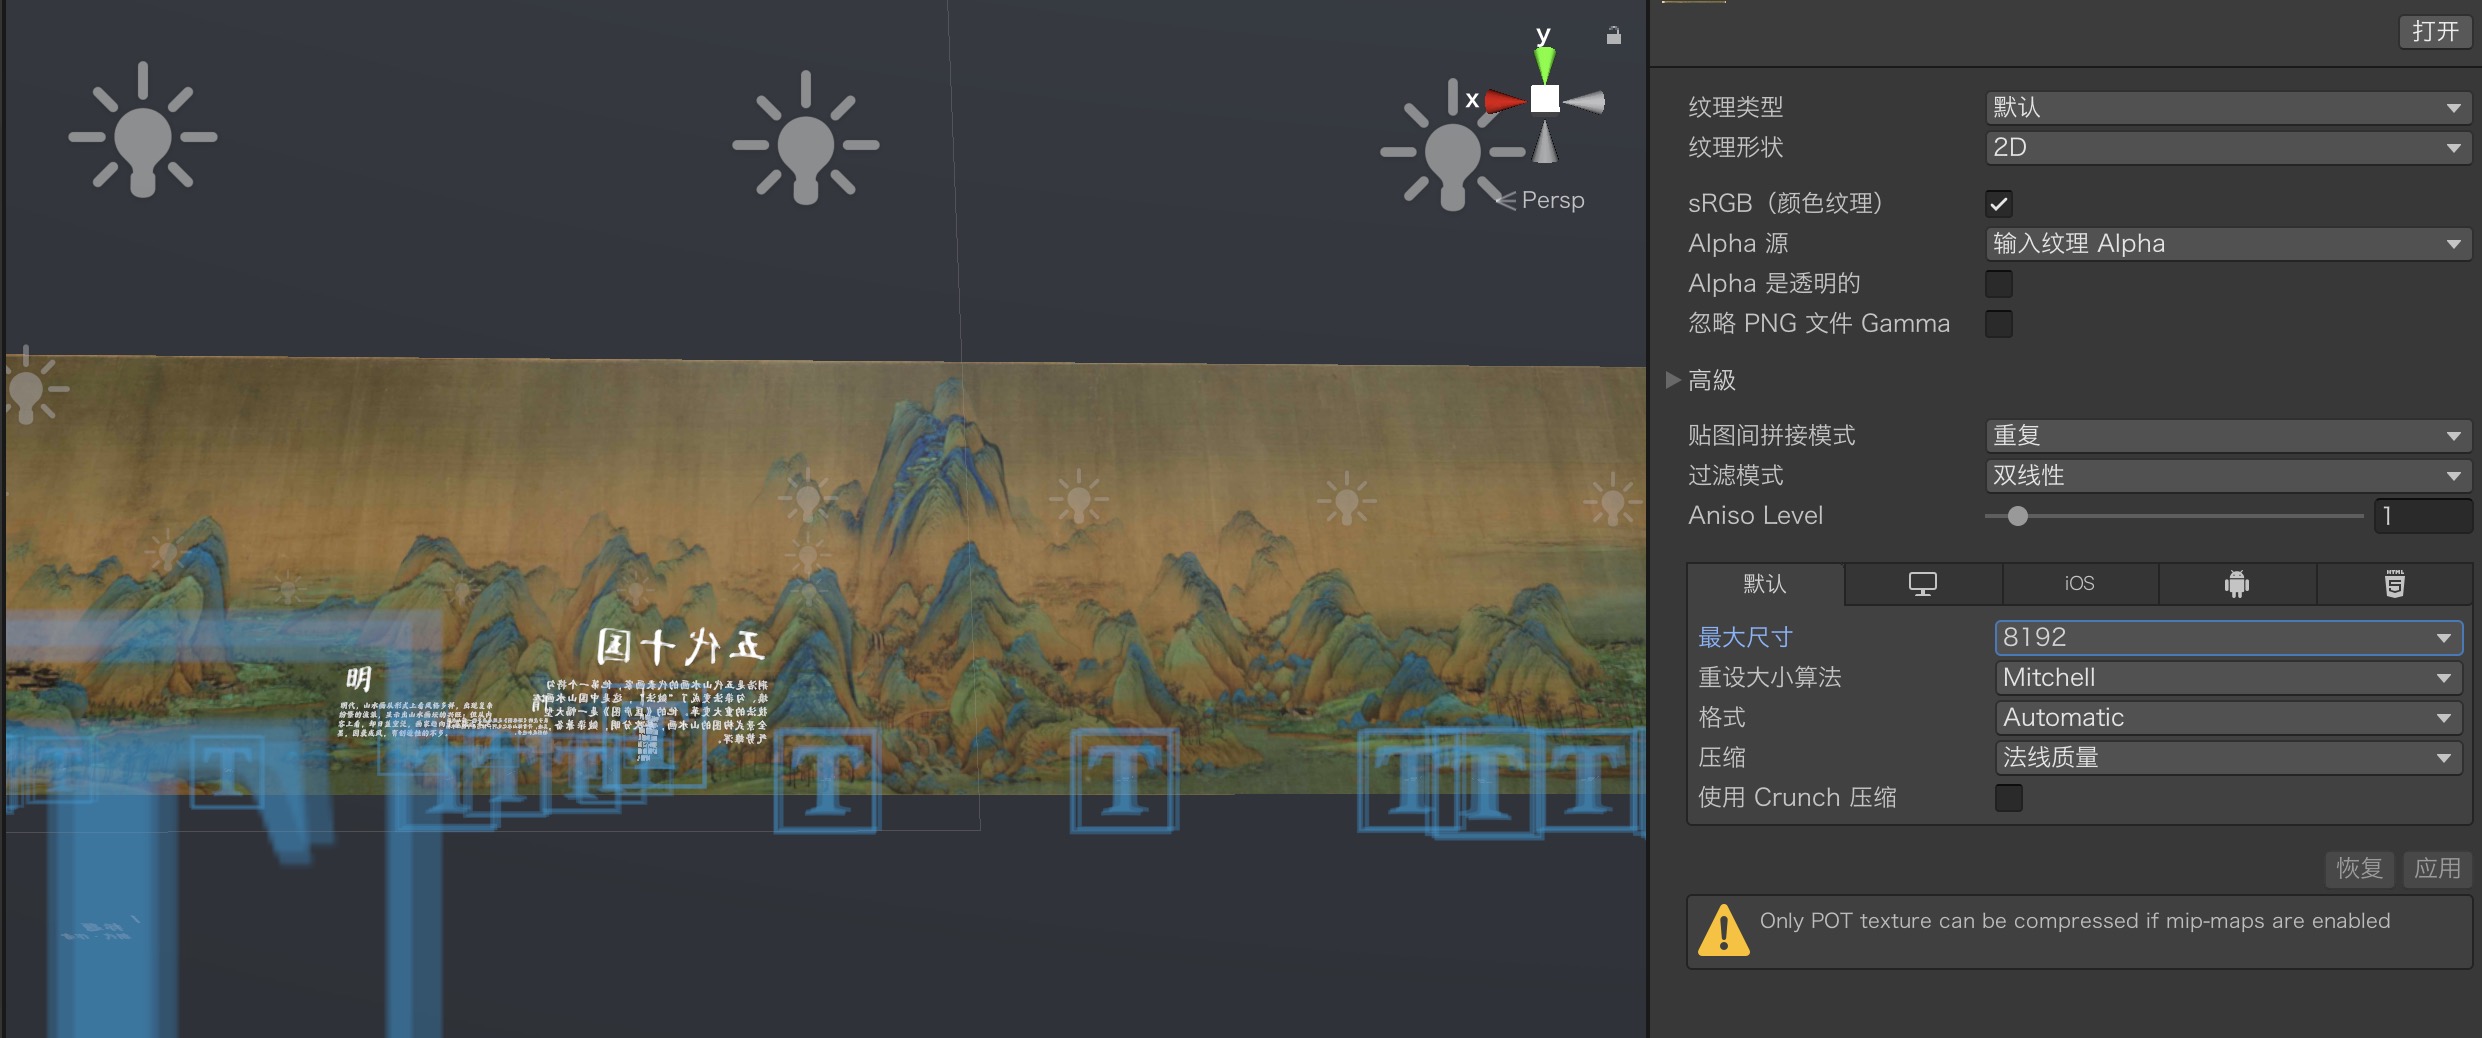 y
x
Persp
五代十国
明
T
T
T
T
T
T
T
打开
纹理类型
默认
纹理形状
2D
sRGB（颜色纹理）
Alpha 源
输入纹理 Alpha
Alpha 是透明的
忽略 PNG 文件 Gamma
高級
贴图间拼接模式
重复
过滤模式
双线性
Aniso Level
1
默认
iOS
HTML
最大尺寸
8192
重设大小算法
Mitchell
格式
Automatic
压缩
法线质量
使用 Crunch 压缩
恢复
应用
Only POT texture can be compressed if mip-maps are enabled